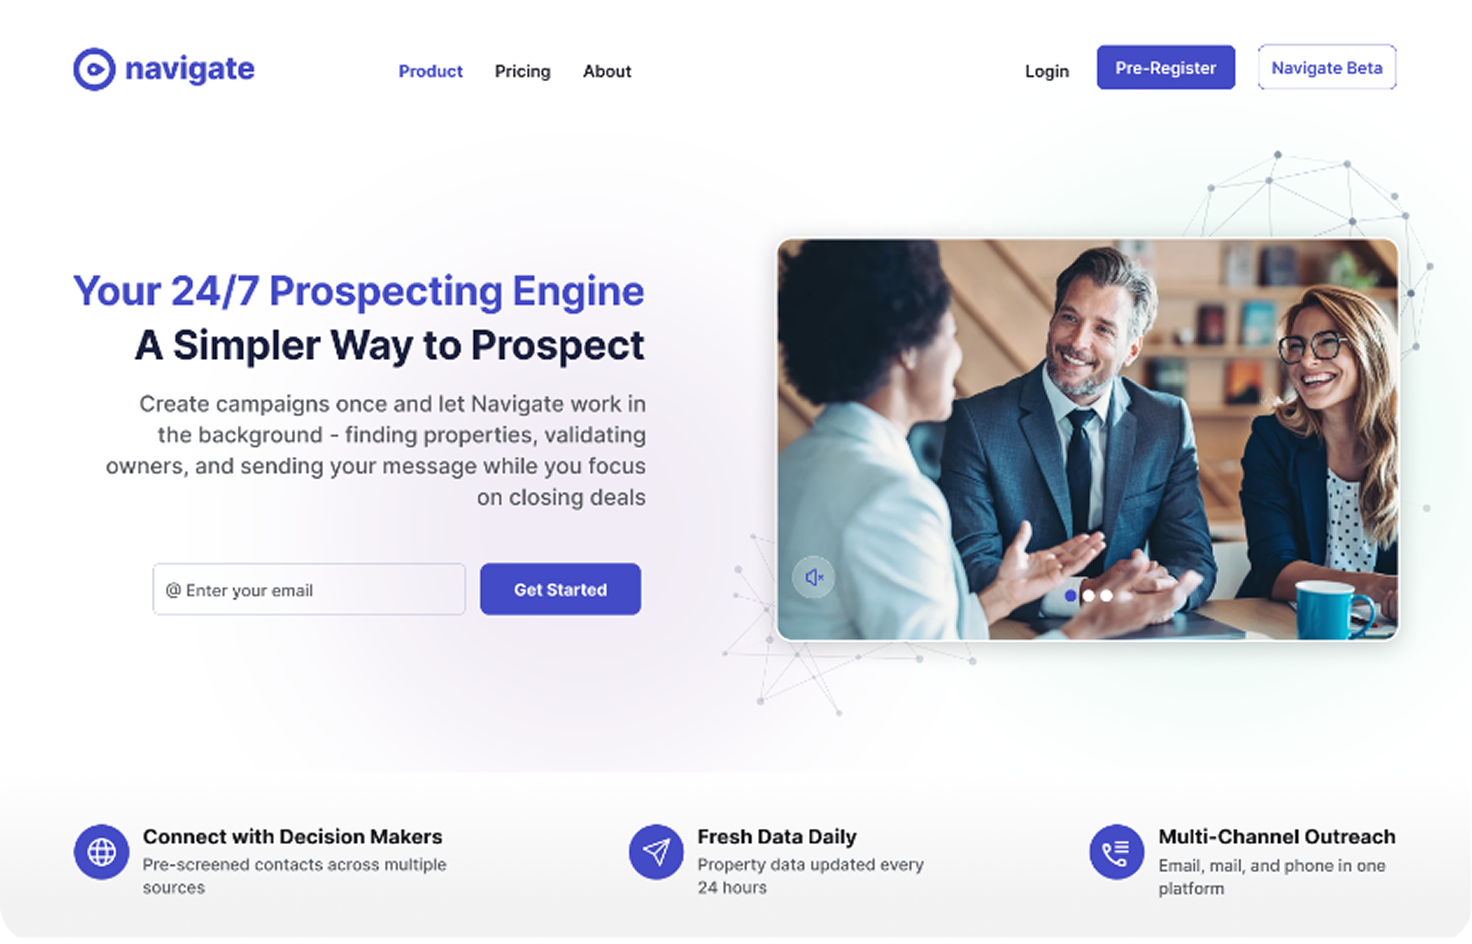 navigate
Product
Pricing
About
Login
Pre-Register
Navigate Beta
Your 24/7 Prospecting Engine
A Simpler Way to Prospect
Create campaigns once and let Navigate work in
the background - finding properties, validating
owners, and sending your message while you focus
on closing deals
@ Enter your email
Get Started
Connect with Decision Makers
Pre-screened contacts across multiple
sources
Fresh Data Daily
Property data updated every
24 hours
Multi-Channel Outreach
Email, mail, and phone in one
platform